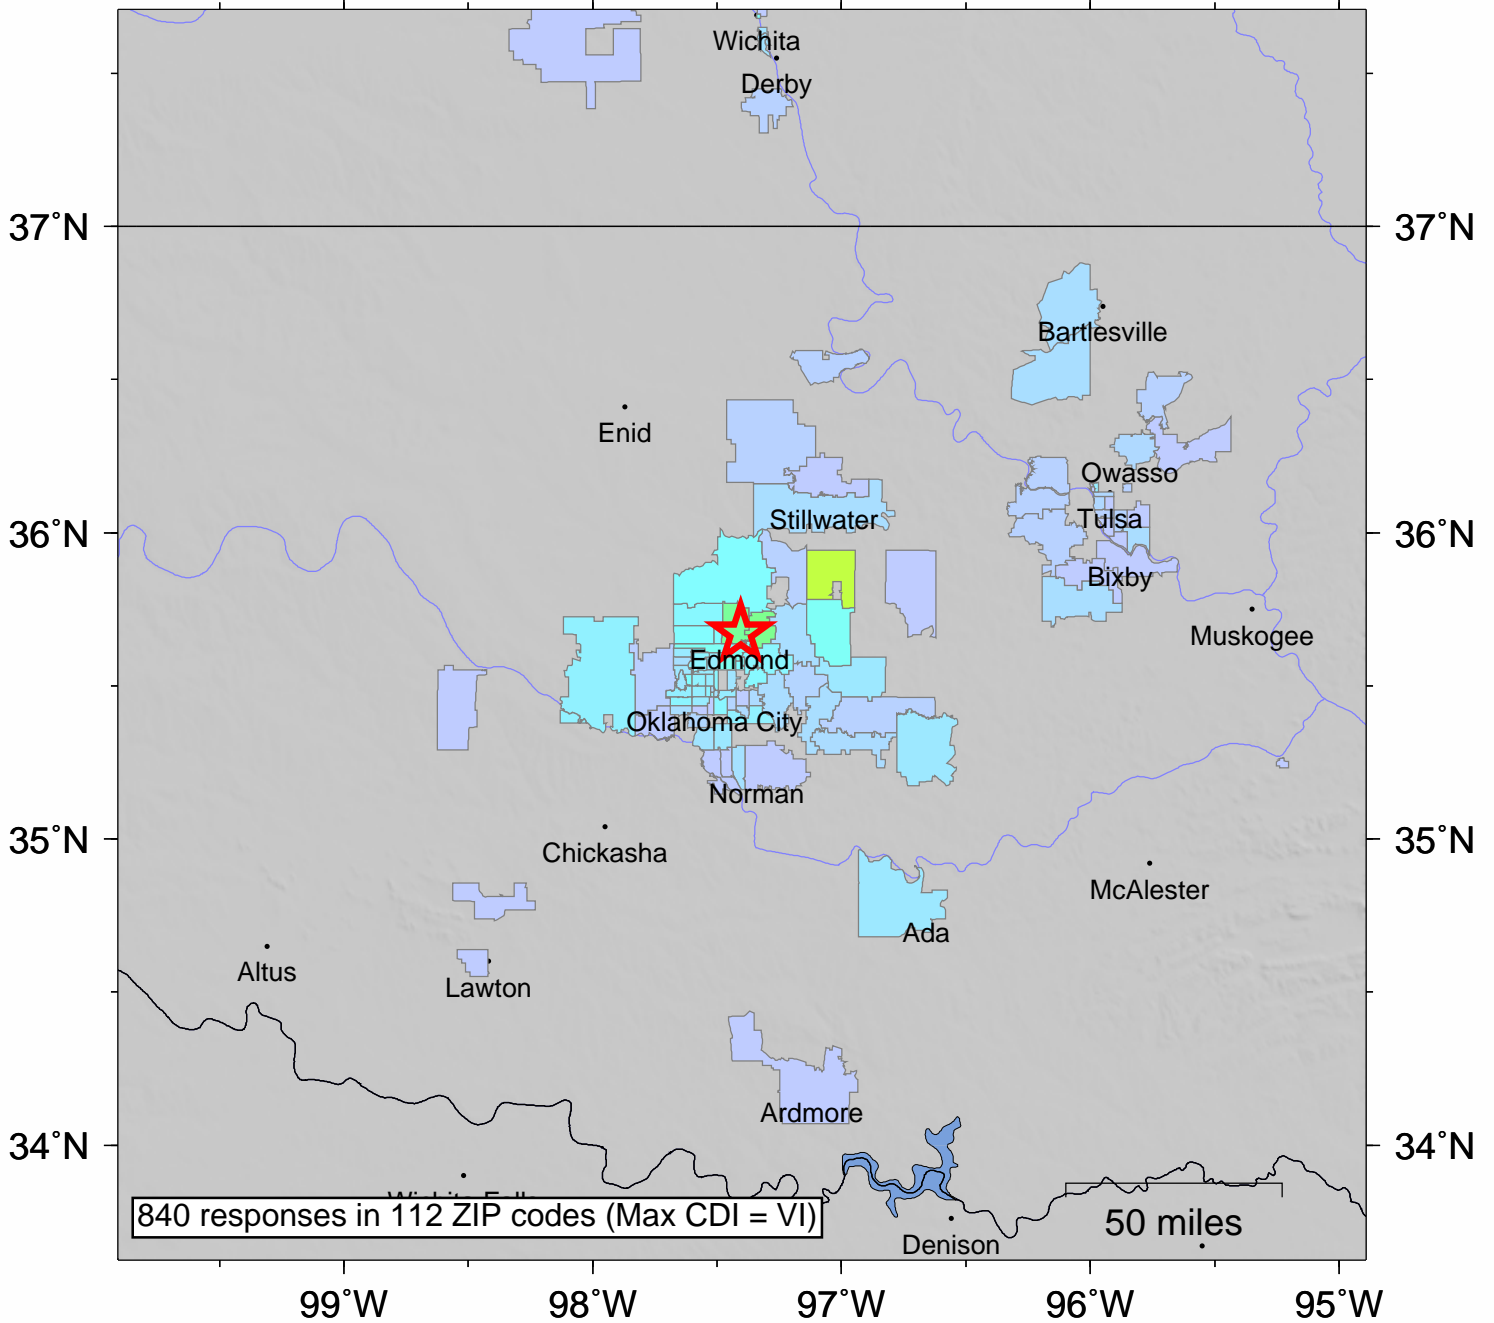 Wichita
Derby
37°N
37°N
Bartlesville
Enid
Owasso
Stillwater
Tulsa
36°N
36°N
Bixby
Muskogee
Edmond
Oklahoma City
Norman
35°N
35°N
Chickasha
McAlester
Ada
Altus
Lawton
Ardmore
34°N
34°N
Wichita Falls
840 responses in 112 ZIP codes (Max CDI = VI)
50 miles
Denison
99°W
98°W
97°W
96°W
95°W